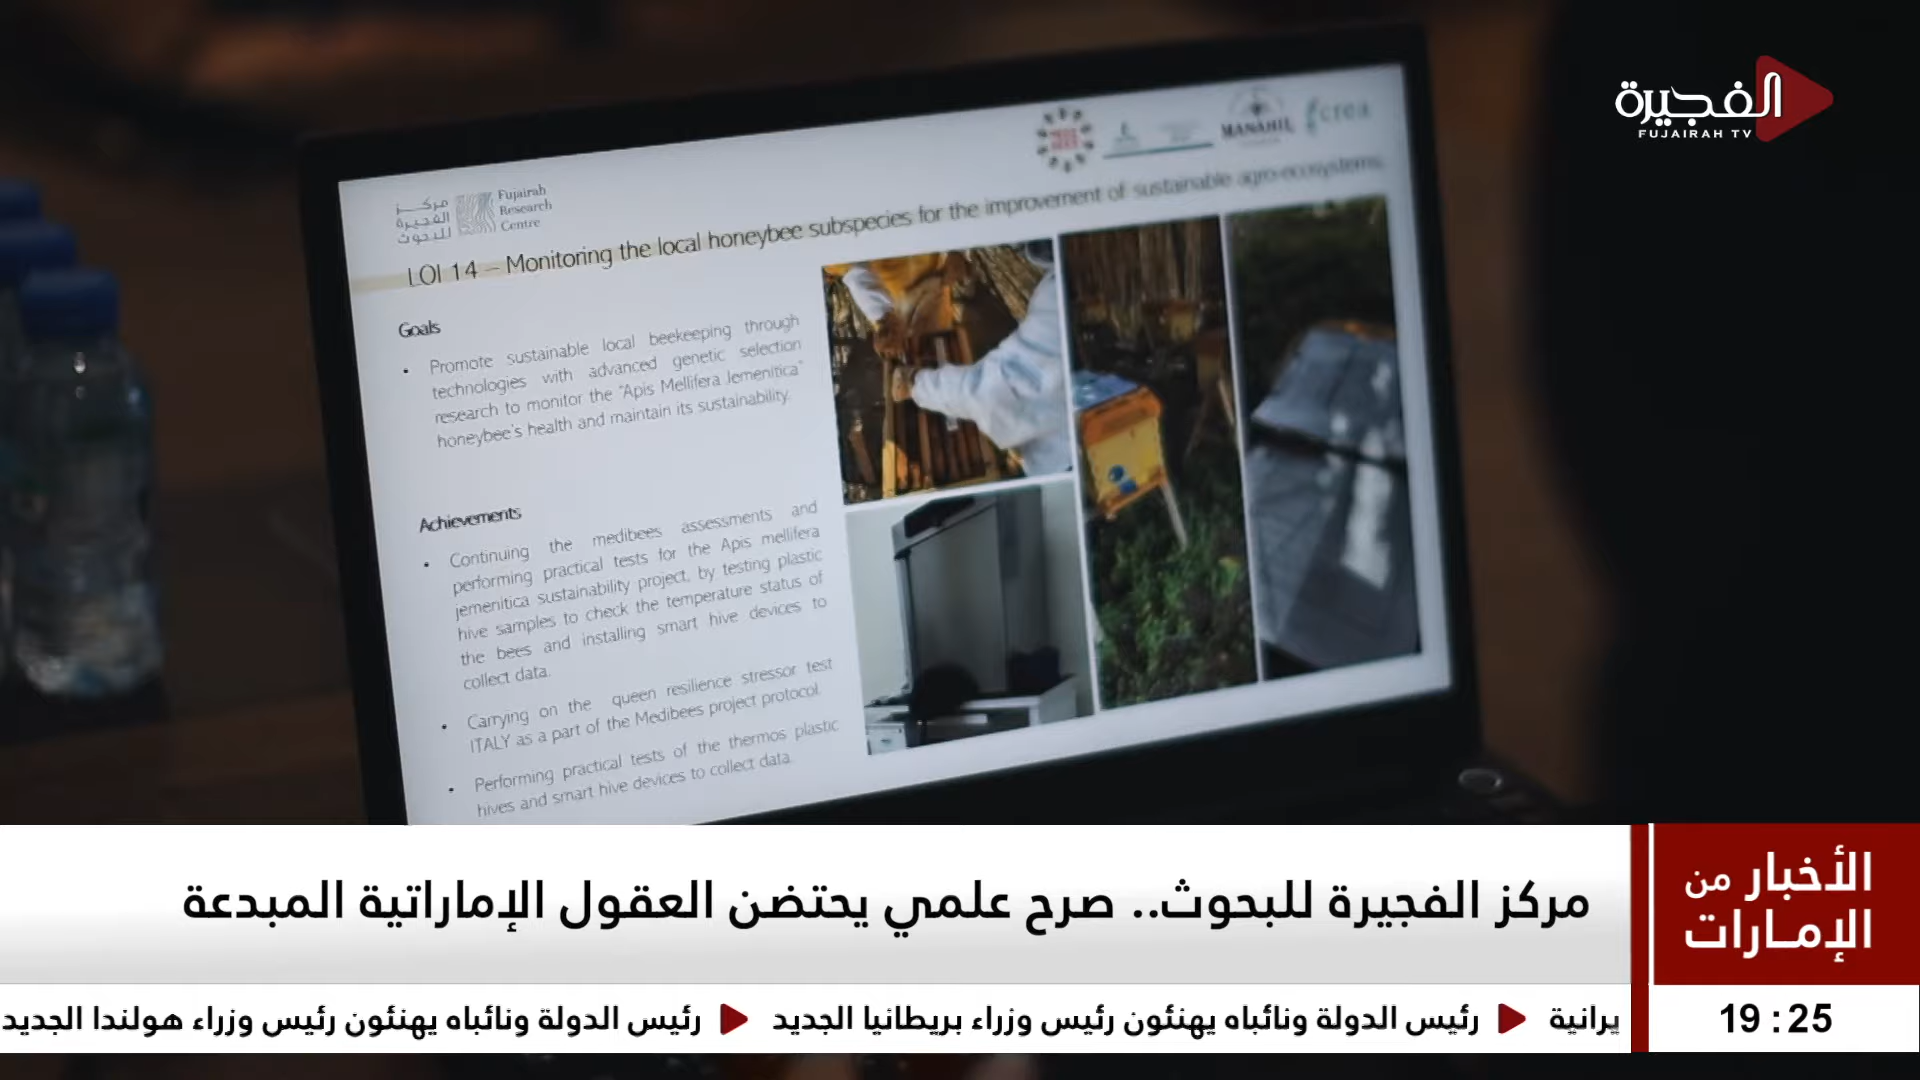 الفجيرة
FUJAIRAH TV
مركز
الفجيرة
للبحوث
Fujairah
Research
Centre
MANAHIL
crea
LOI 14 – Monitoring the local honeybee subspecies for the improvement of sustainable agro-ecosystems.
Goals
• Promote sustainable local beekeeping through
technologies with advanced genetic selection
research to monitor the "Apis Mellifera Jemenitica"
honeybee's health and maintain its sustainability.
Achievements
• Continuing the medibees assessments and
performing practical tests for the Apis mellifera
jemenitica sustainability project, by testing plastic
hive samples to check the temperature status of
the bees and installing smart hive devices to
collect data.
• Carrying on the queen resilience stressor test
ITALY as a part of the Medibees project protocol.
• Performing practical tests of the thermos plastic
hives and smart hive devices to collect data.
الأخبار من
الإمارات
مركز الفجيرة للبحوث.. صرح علمي يحتضن العقول الإماراتية المبدعة
يرانية رئيس الدولة ونائباه يهنئون رئيس وزراء بريطانيا الجديد رئيس الدولة ونائباه يهنئون رئيس وزراء هولندا الجديد
19:25